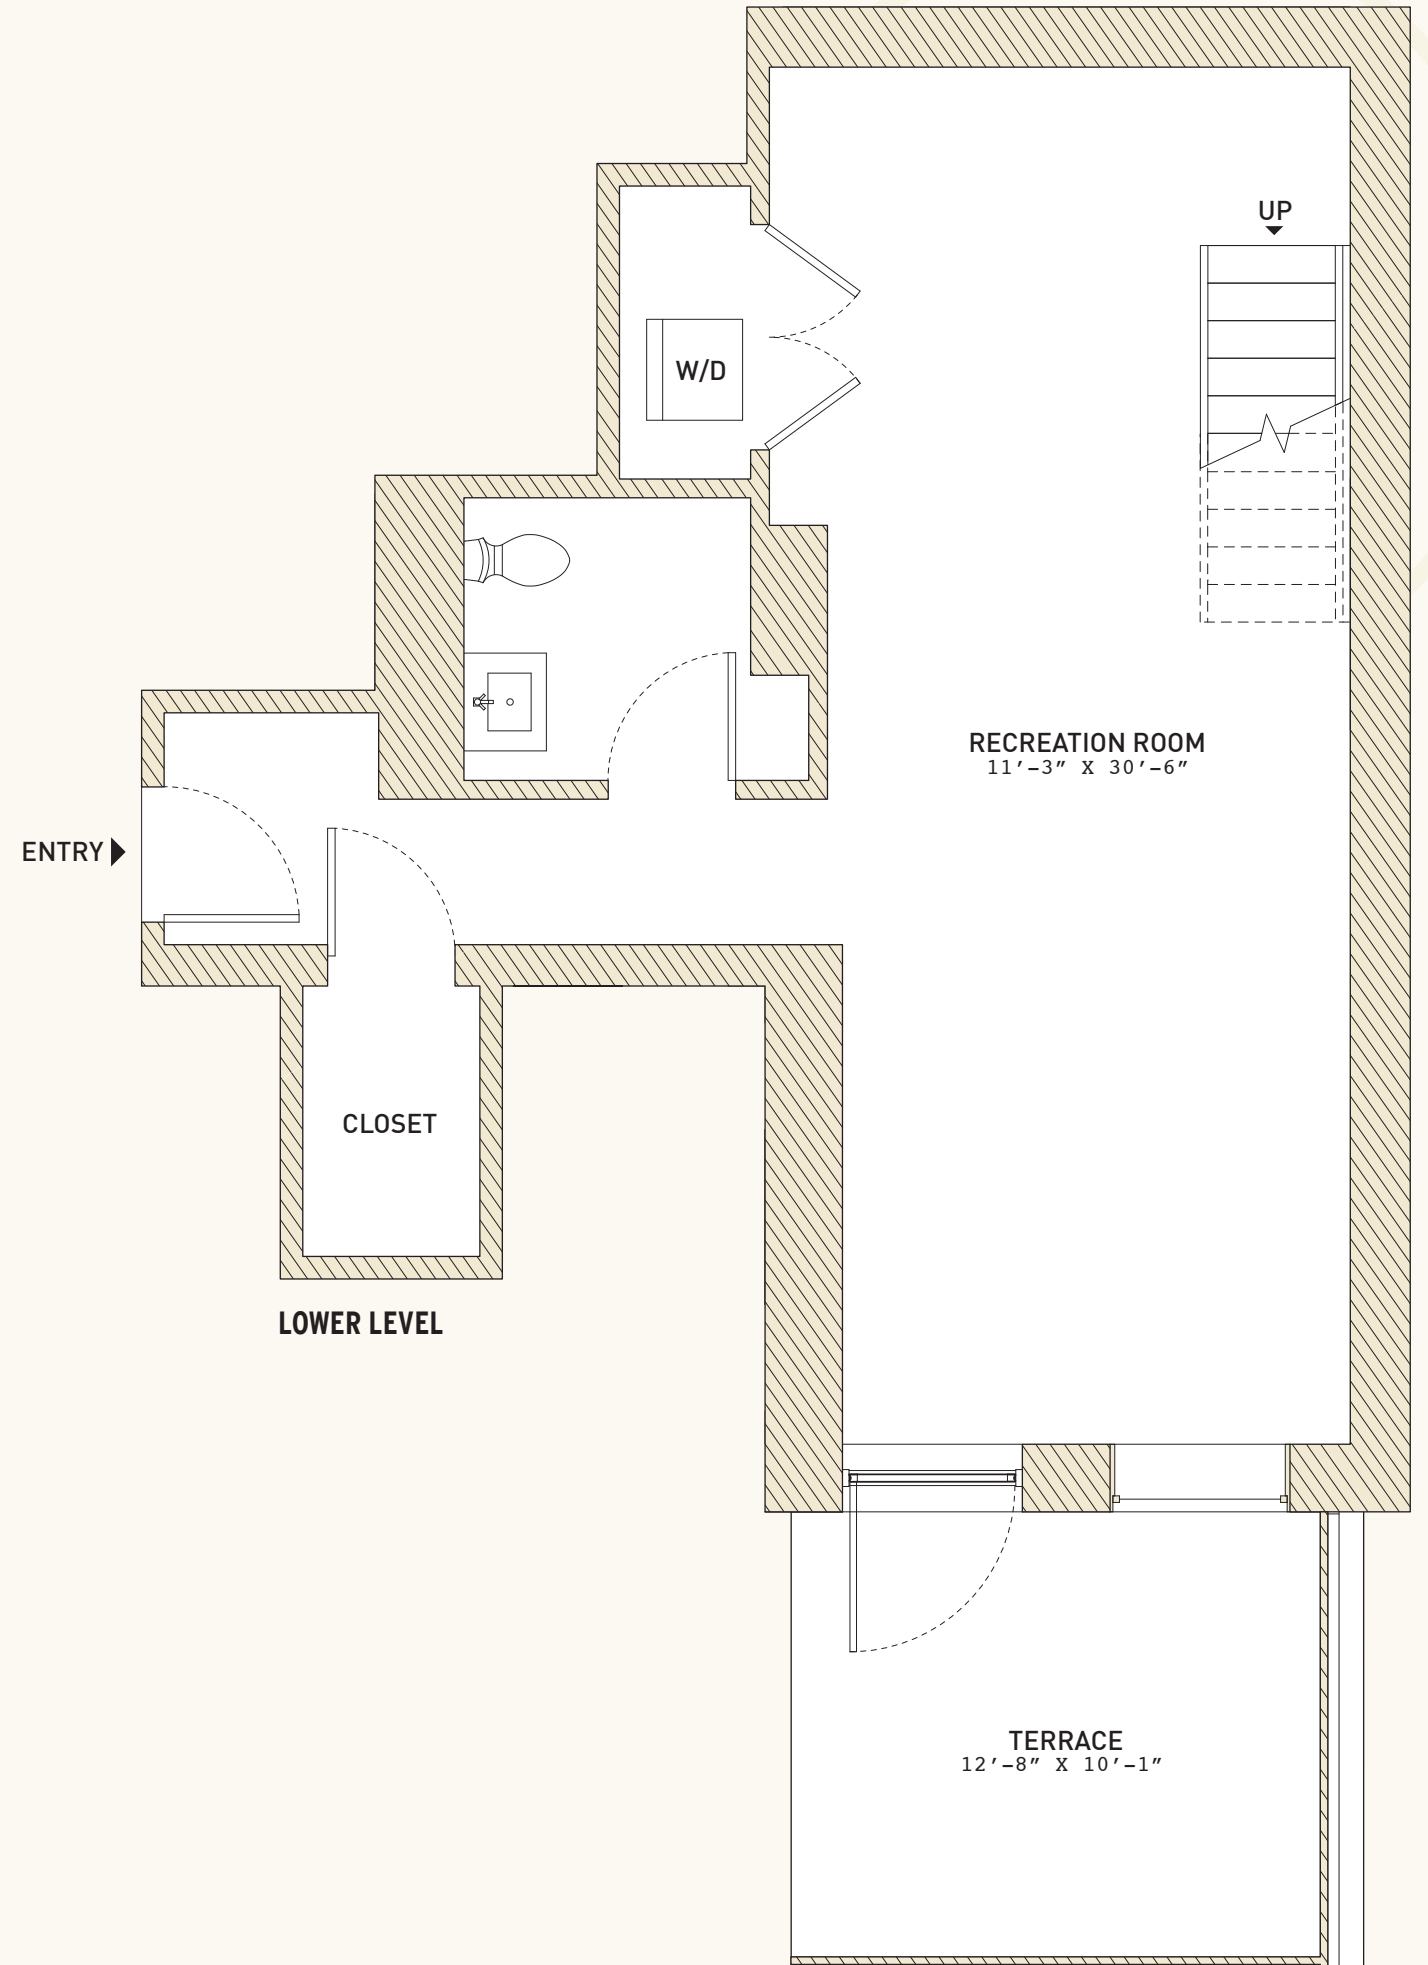 UP
W/D
RECREATION ROOM
11′-3″ X 30′-6″
ENTRY
CLOSET
LOWER LEVEL
TERRACE
12′-8″ X 10′-1″